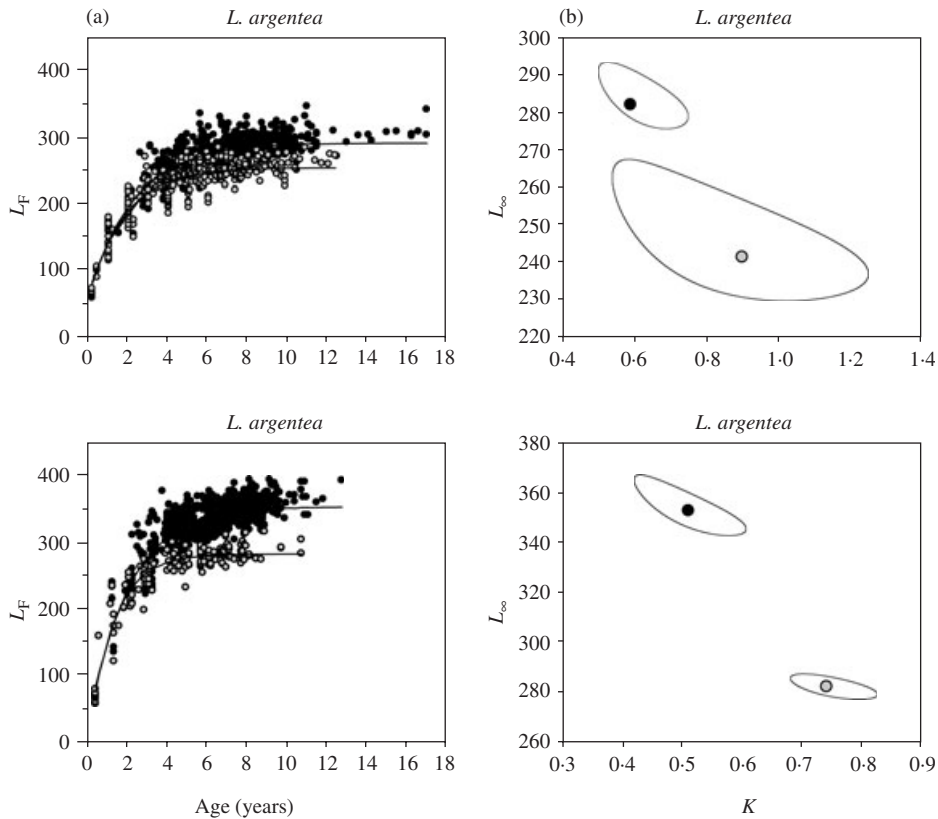 (a)
L. argentea
400
300
L_F
200
100
0
0 2 4 6 8 10 12 14 16 18
(b)
L. argentea
300
290
280
270
L_∞
260
250
240
230
220
0·4 0·6 0·8 1·0 1·2 1·4
L. argentea
400
300
L_F
200
100
0
0 2 4 6 8 10 12 14 16 18
Age (years)
L. argentea
380
360
340
L_∞
320
300
280
260
0·3 0·4 0·5 0·6 0·7 0·8 0·9
K